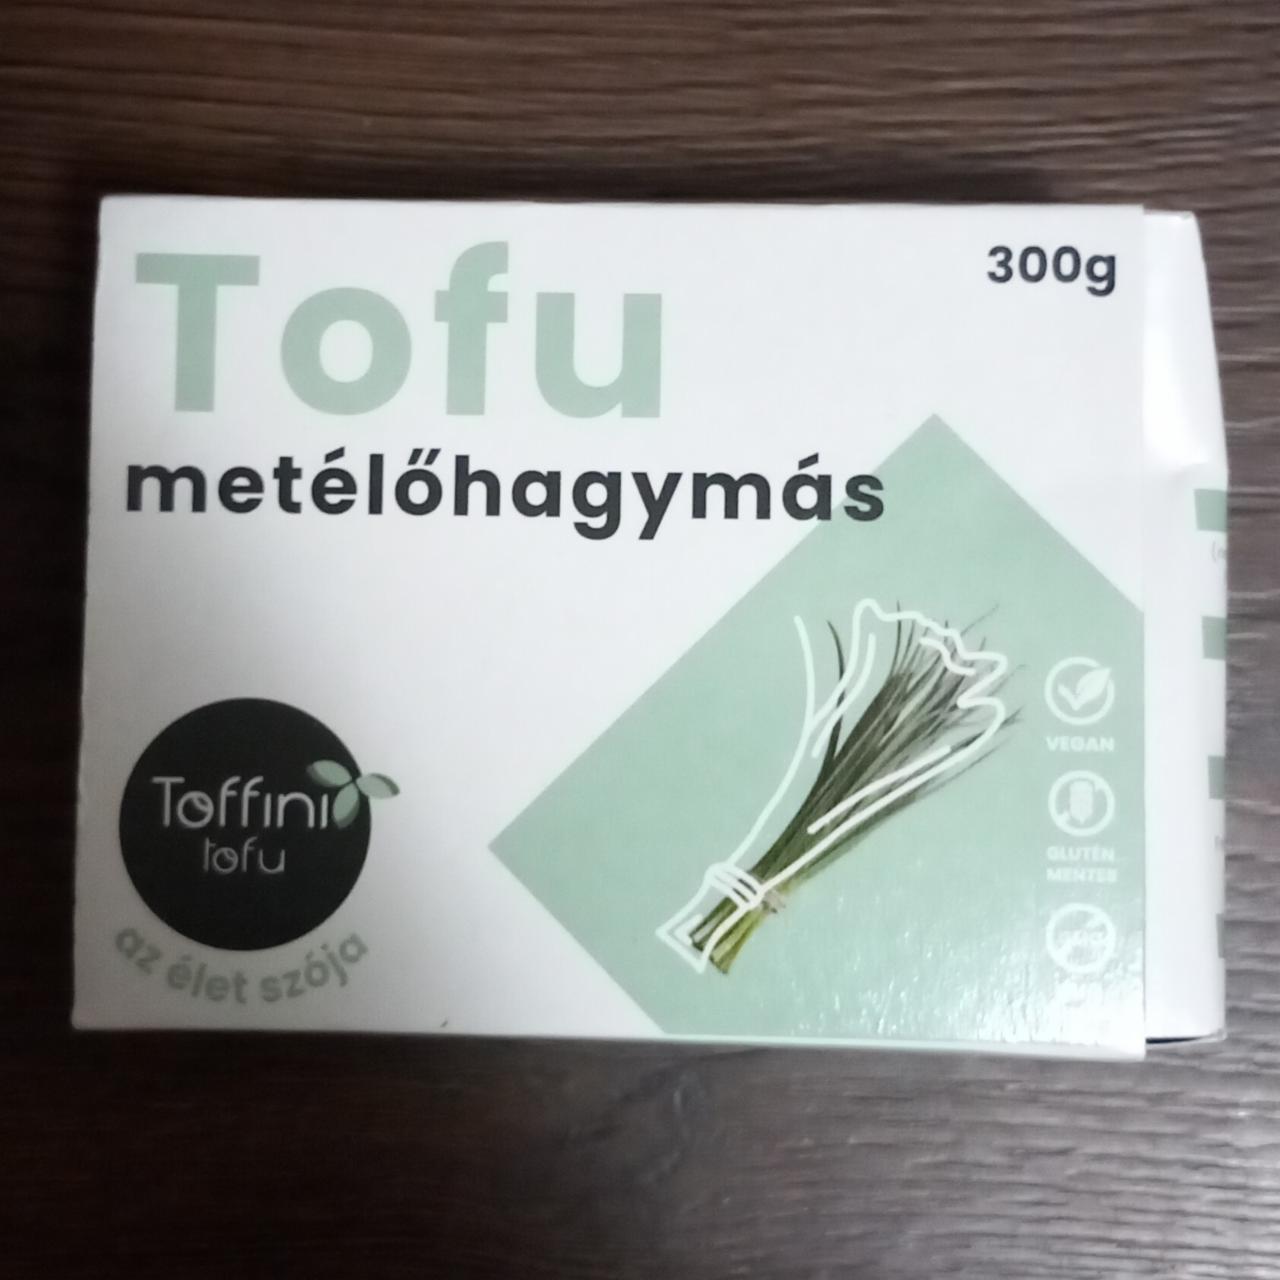 Tofu
300g
metélőhagymás
Toffini
tofu
az élet szója
VEGAN
GLUTÉN
MENTES